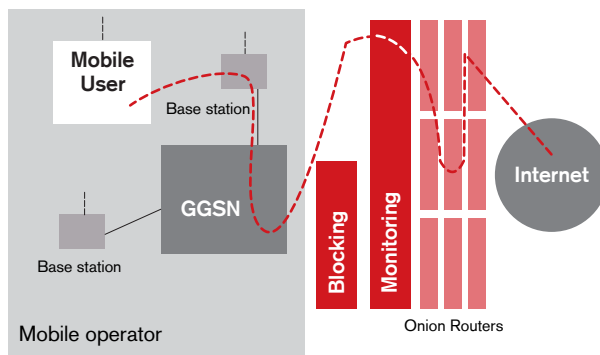 Mobile
User
Base station
GGSN
Base station
Mobile operator
Blocking
Monitoring
Onion Routers
Internet